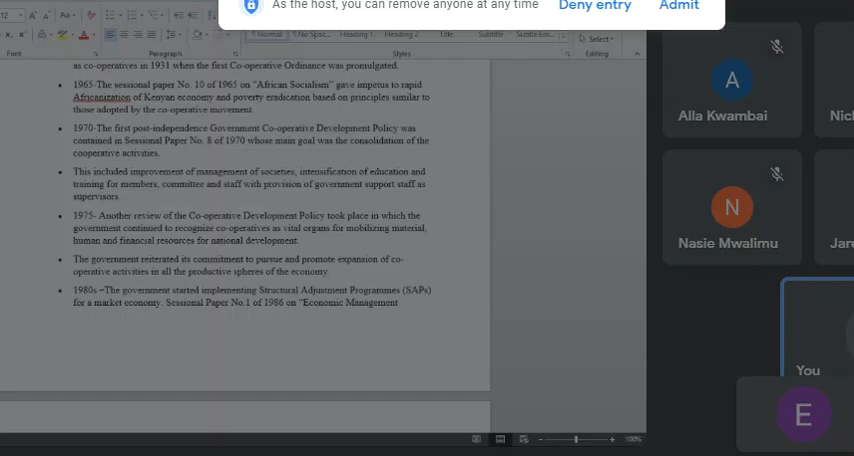 As the host, you can remove anyone at any time
Deny entry
Admit
12
Aa
Font
Paragraph
Normal
No Spac...
Heading 1
Heading 2
Title
Subtitle
Subtle Em...
Styles
Select
Editing
as co-operatives in 1931 when the first Co-operative Ordinance was promulgated.
• 1965-The sessional paper No. 10 of 1965 on "African Socialism" gave impetus to rapid
Africanization of Kenyan economy and poverty eradication based on principles similar to
those adopted by the co-operative movement.
• 1970-The first post-independence Government Co-operative Development Policy was
contained in Sessional Paper No. 8 of 1970 whose main goal was the consolidation of the
cooperative activities.
• This included improvement of management of societies, intensification of education and
training for members, committee and staff with provision of government support staff as
supervisors
• 1975- Another review of the Co-operative Development Policy took place in which the
government continued to recognize co-operatives as vital organs for mobilizing material,
human and financial resources for national development.
• The government reiterated its commitment to pursue and promote expansion of co-
operative activities in all the productive spheres of the economy.
• 1980s –The government started implementing Structural Adjustment Programmes (SAPs)
for a market economy. Sessional Paper No.1 of 1986 on "Economic Management
100%
A
Alla Kwambai
Nicl
N
Nasie Mwalimu
Jare
You
E